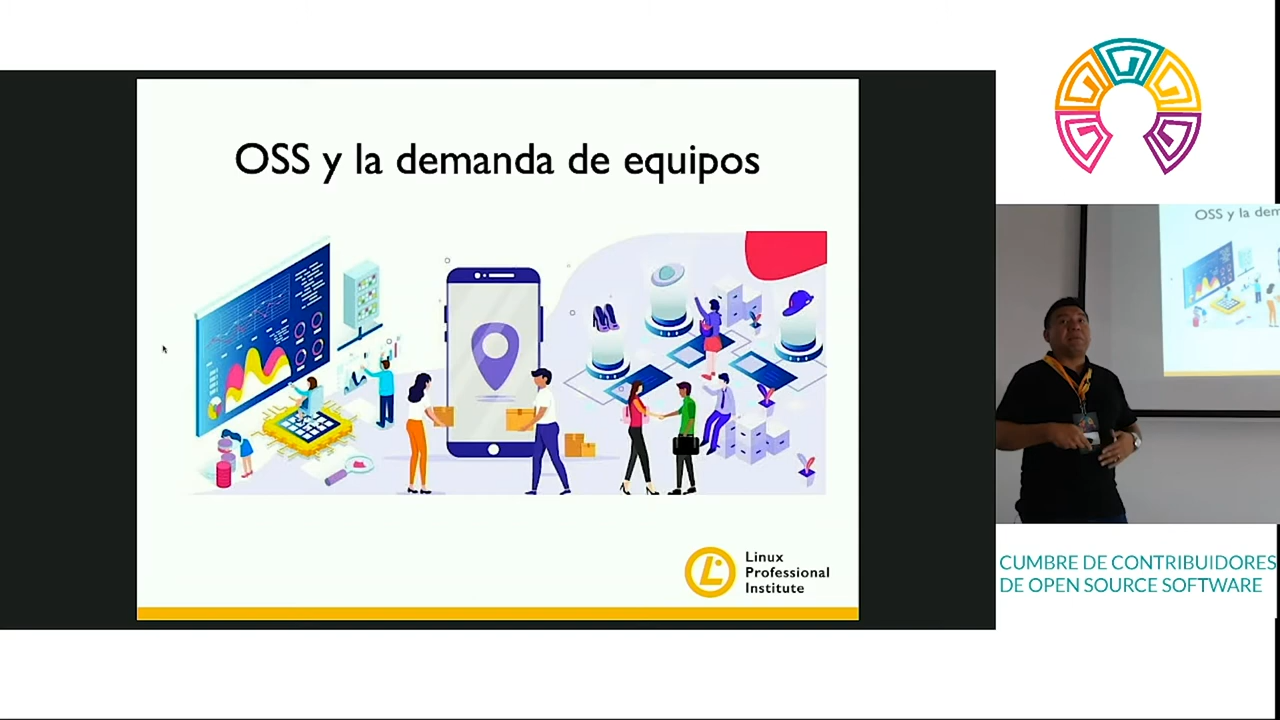 OSS y la demanda de equipos
Linux
Professional
Institute
OSS y la dem
CUMBRE DE CONTRIBUIDORES
DE OPEN SOURCE SOFTWARE